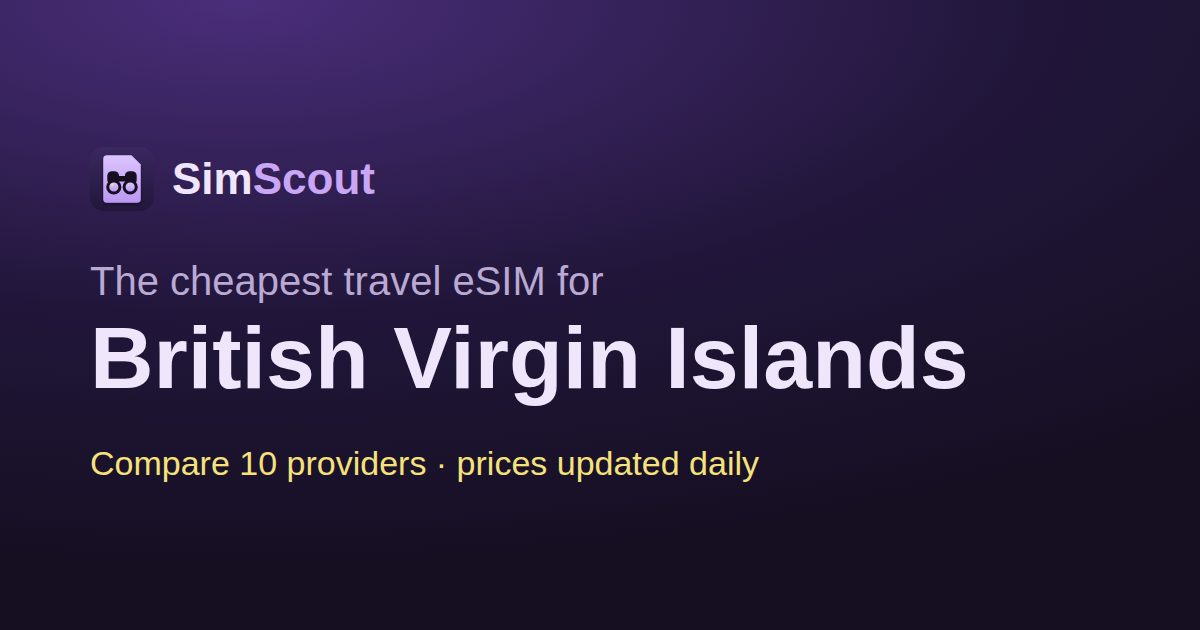 SimScout
The cheapest travel eSIM for
British Virgin Islands
Compare 10 providers · prices updated daily